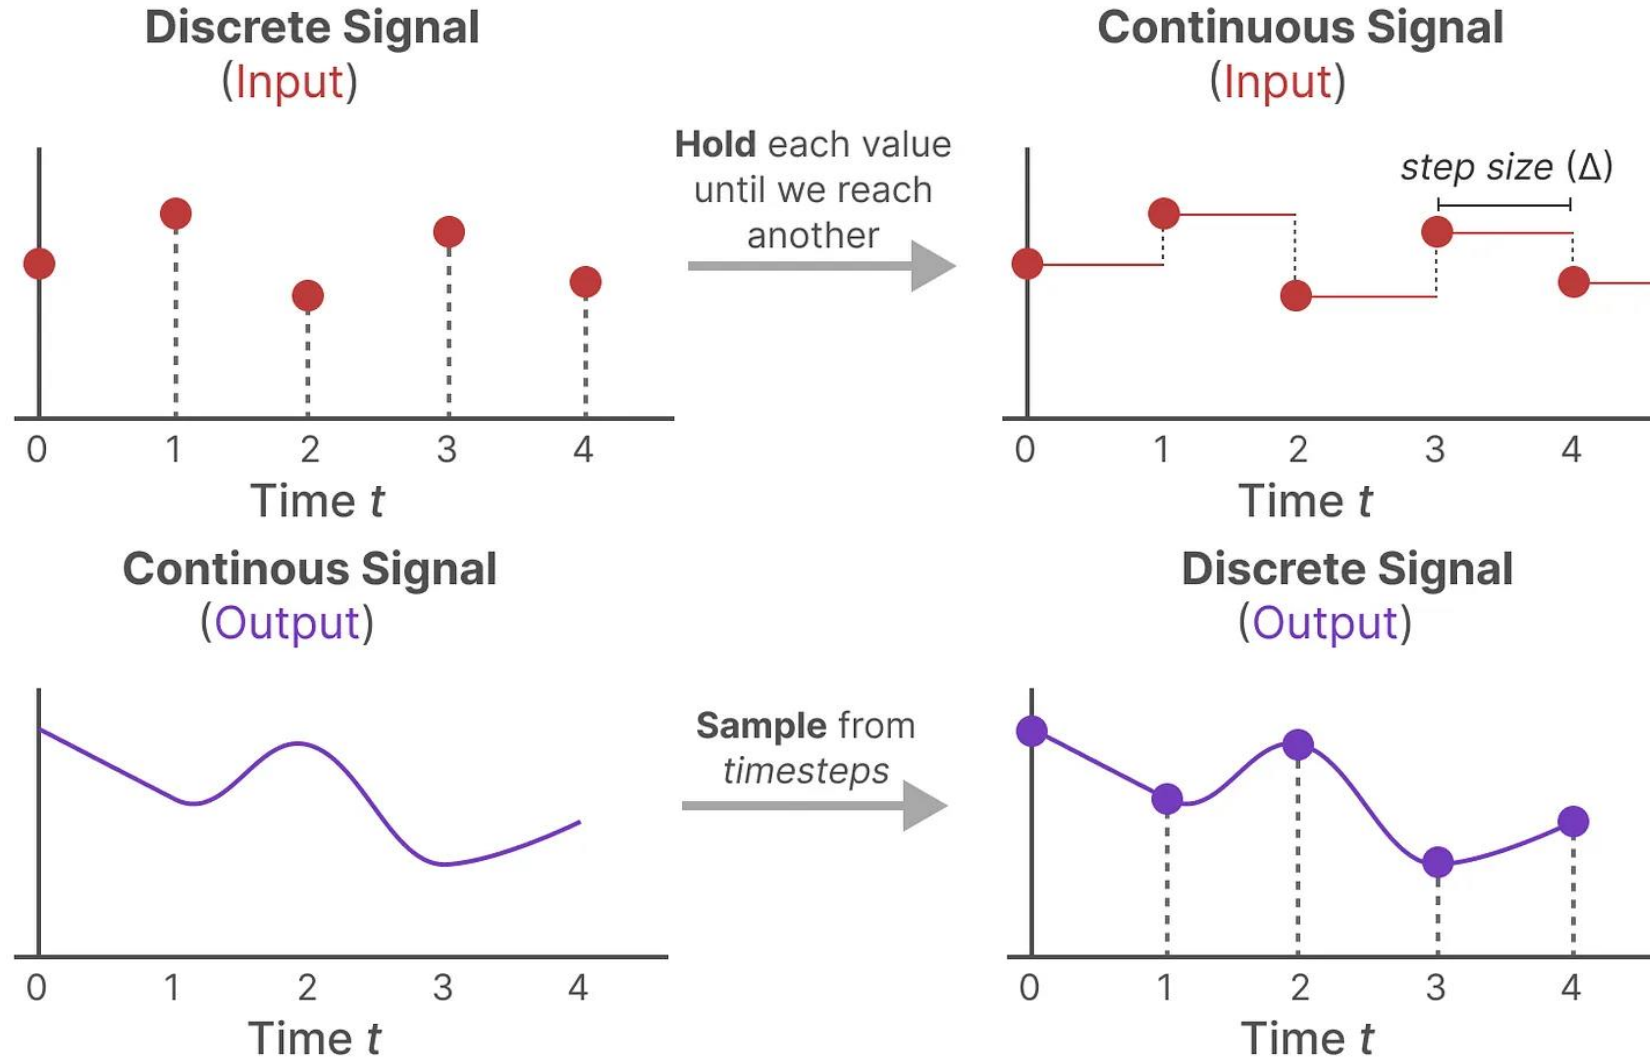 Discrete Signal
(Input)
Hold each value
until we reach
another
Continuous Signal
(Input)
step size (Δ)
0 1 2 3 4
Time t
0 1 2 3 4
Time t
Continous Signal
(Output)
Sample from
timesteps
Discrete Signal
(Output)
0 1 2 3 4
Time t
0 1 2 3 4
Time t